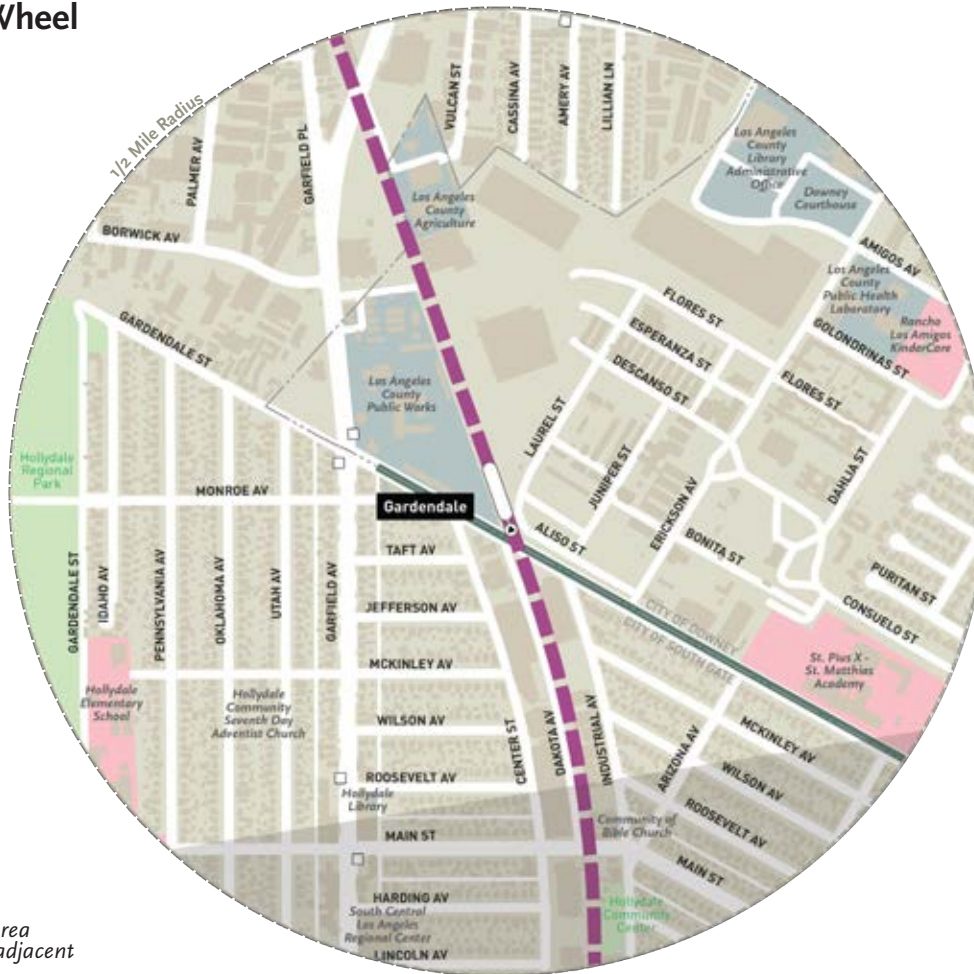 Wheel
1/2 Mile Radius
PALMER AV
GARFIELD PL
VULCAN ST
CASSINA AV
AMERY AV
LILLIAN LN
Los Angeles
County
Library
Administrative
Office
Downey
Courthouse
Los Angeles
County
Agriculture
BORWICK AV
AMIGOS AV
Los Angeles
County
Public Health
Laboratory
Rancho
Los Amigos
KinderCare
GOLONDRINAS ST
FLORES ST
ESPERANZA ST
DESCANSO ST
FLORES ST
GARDENDALE ST
Los Angeles
County
Public Works
LAUREL ST
JUNIPER ST
DAHLIA ST
Hollydale
Regional
Park
MONROE AV
Gardendale
ERICKSON AV
ALISO ST
BONITA ST
PURITAN ST
CONSUELO ST
TAFT AV
GARDENDALE ST
IDAHO AV
PENNSYLVANIA AV
OKLAHOMA AV
UTAH AV
GARFIELD AV
JEFFERSON AV
CITY OF DOWNEY
CITY OF SOUTH GATE
MCKINLEY AV
St. Pius X -
St. Matthias
Academy
Hollydale
Elementary
School
Hollydale
Community
Seventh Day
Adventist Church
WILSON AV
CENTER ST
DAKOTA AV
INDUSTRIAL AV
ARIZONA AV
MCKINLEY AV
WILSON AV
ROOSEVELT AV
ROOSEVELT AV
Hollydale
Library
Community of
Bible Church
MAIN ST
MAIN ST
HARDING AV
South Central
Los Angeles
Regional Center
Hollydale
Community
Center
LINCOLN AV
rea
adjacent